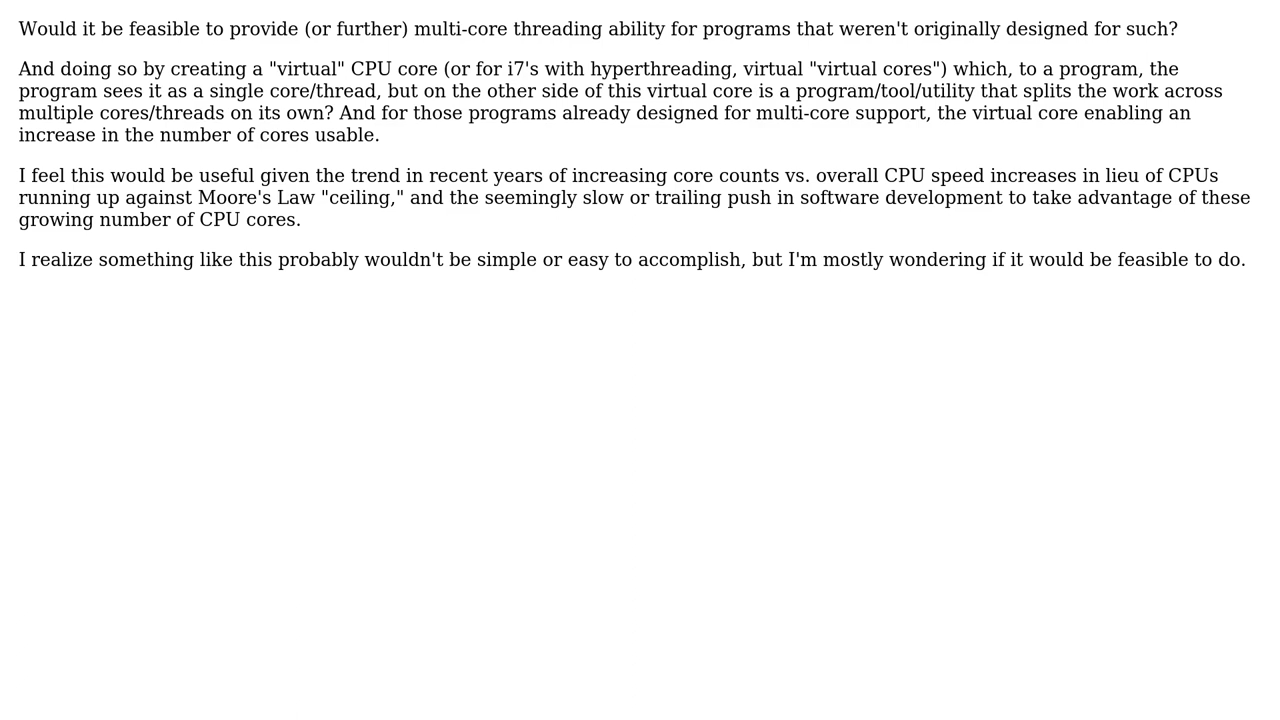 Would it be feasible to provide (or further) multi-core threading ability for programs that weren't originally designed for such?
And doing so by creating a "virtual" CPU core (or for i7's with hyperthreading, virtual "virtual cores") which, to a program, the
program sees it as a single core/thread, but on the other side of this virtual core is a program/tool/utility that splits the work across
multiple cores/threads on its own? And for those programs already designed for multi-core support, the virtual core enabling an
increase in the number of cores usable.
I feel this would be useful given the trend in recent years of increasing core counts vs. overall CPU speed increases in lieu of CPUs
running up against Moore's Law "ceiling," and the seemingly slow or trailing push in software development to take advantage of these
growing number of CPU cores.
I realize something like this probably wouldn't be simple or easy to accomplish, but I'm mostly wondering if it would be feasible to do.